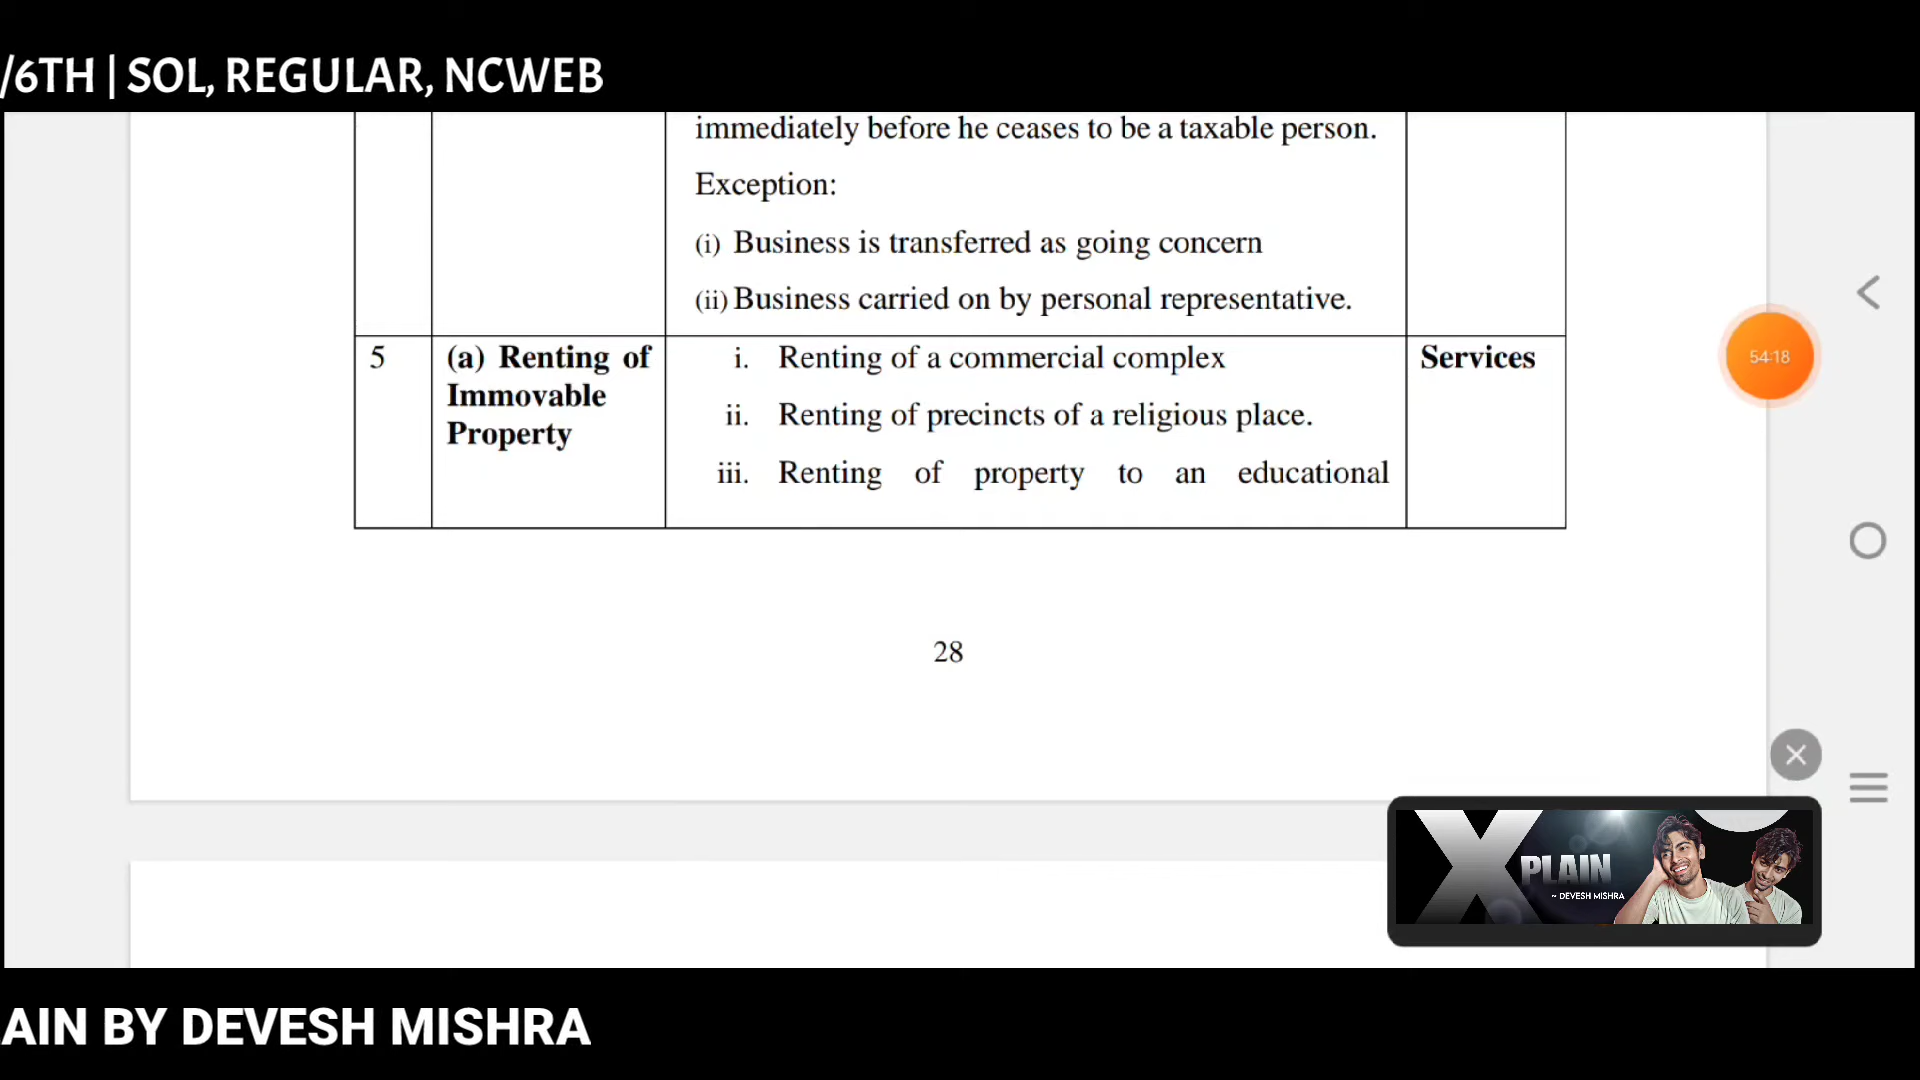 /6TH | SOL, REGULAR, NCWEB
immediately before he ceases to be a taxable person.
Exception:
(i) Business is transferred as going concern
(ii) Business carried on by personal representative.
5
(a) Renting of
Immovable
Property
i. Renting of a commercial complex
ii. Renting of precincts of a religious place.
iii. Renting of property to an educational
Services
54:18
28
X
PLAIN
~ DEVESH MISHRA
AIN BY DEVESH MISHRA